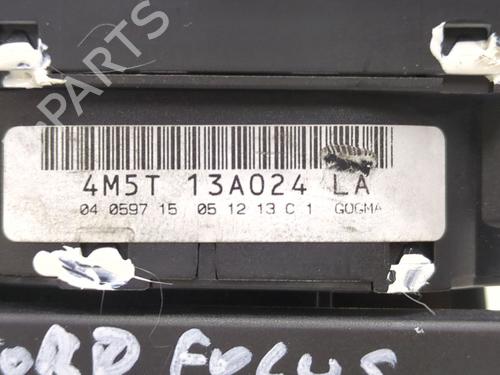 PARTS
4M5T 13A024 LA
04 0597 15 05 12 13 C 1 GOGMA
FORD FOCUS